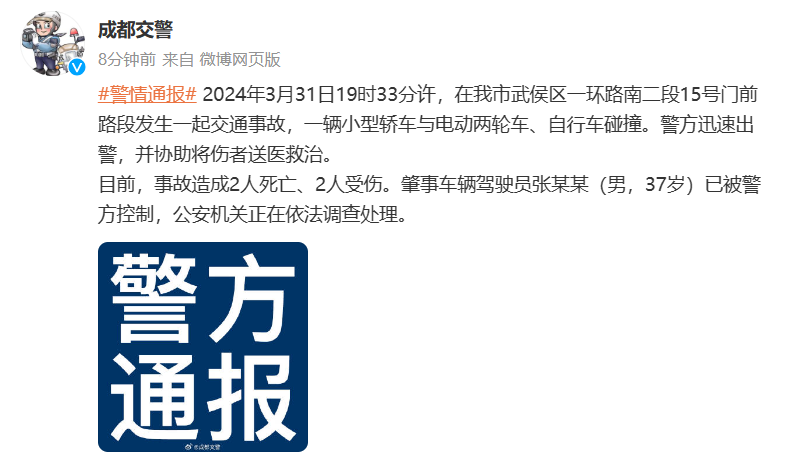 成都交警
8分钟前 来自 微博网页版
#警情通报# 2024年3月31日19时33分许，在我市武侯区一环路南二段15号门前
路段发生一起交通事故，一辆小型轿车与电动两轮车、自行车碰撞。警方迅速出
警，并协助将伤者送医救治。
目前，事故造成2人死亡、2人受伤。肇事车辆驾驶员张某某（男，37岁）已被警
方控制，公安机关正在依法调查处理。
警方
通报
@成都交警